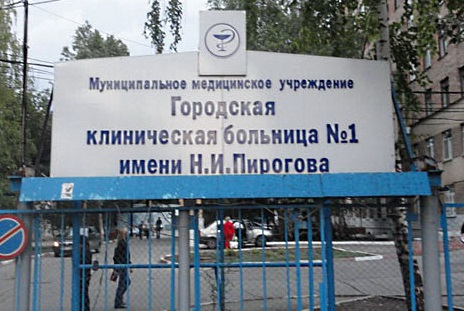 Муниципальное медицинское учреждение
Городская
клиническая больница №1
имени Н.И.Пирогова